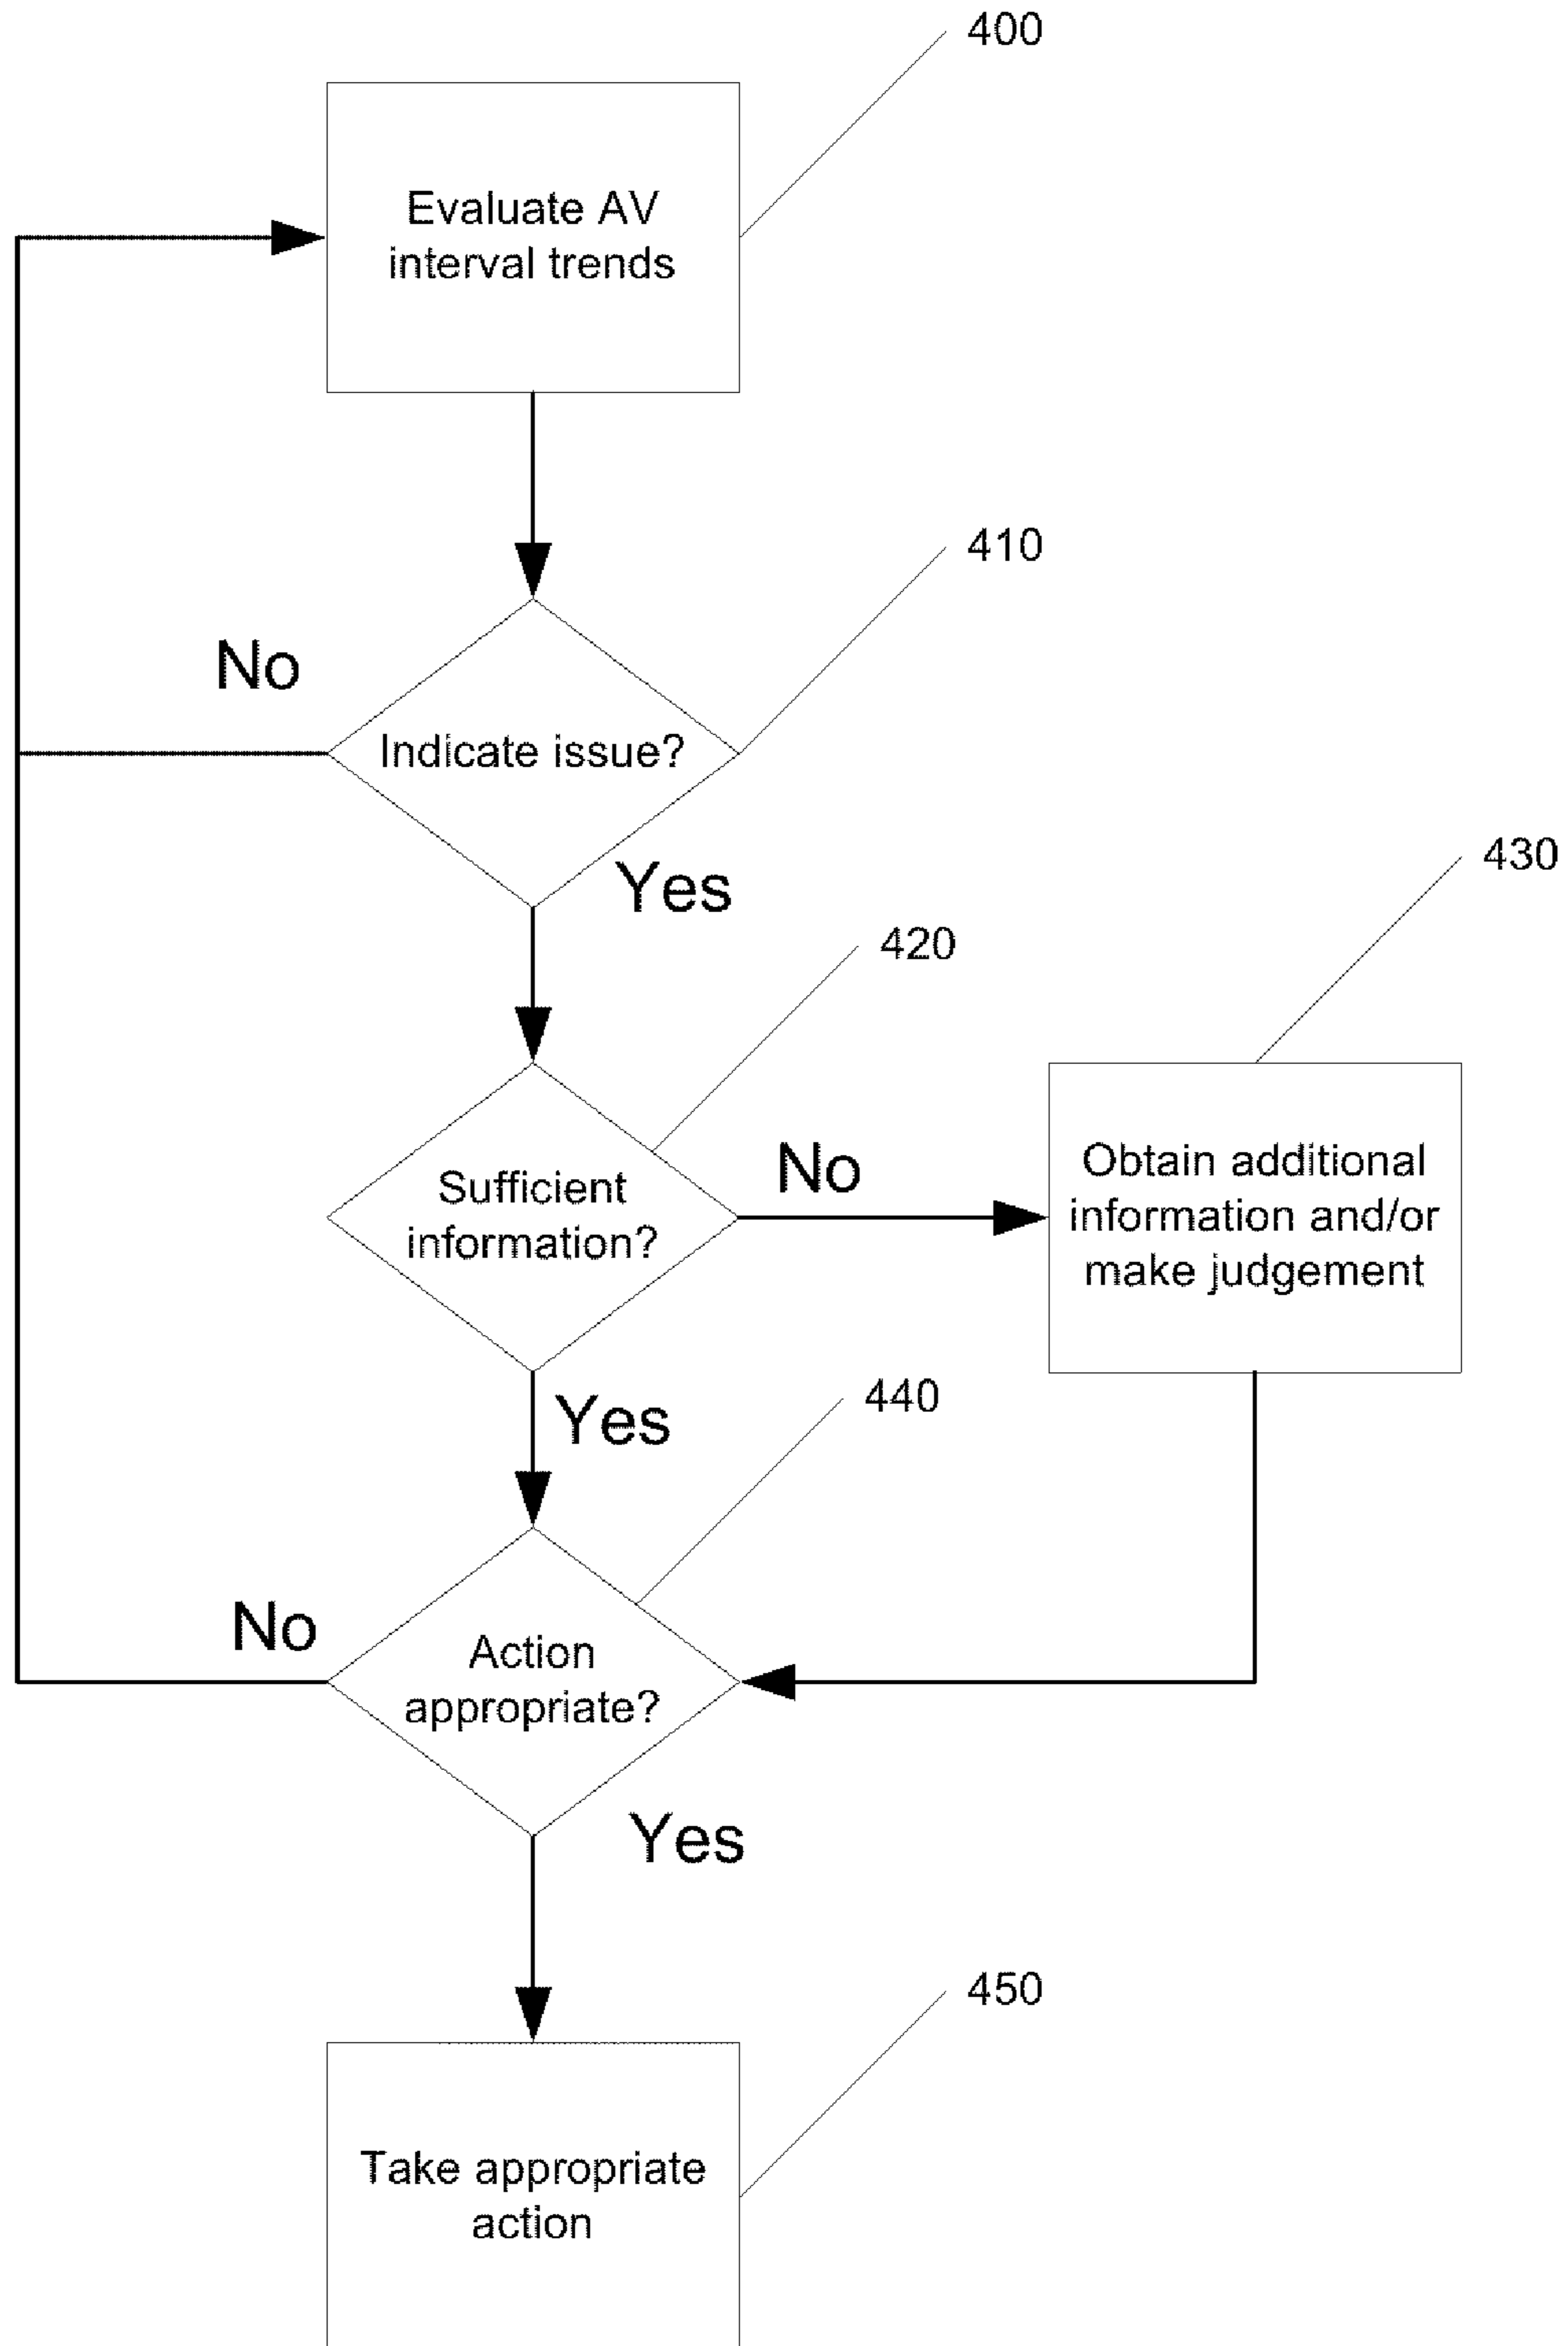 400
Evaluate AV
interval trends
410
No
Indicate issue?
Yes
430
420
Sufficient
information?
No
Obtain additional
information and/or
make judgement
Yes
440
No
Action
appropriate?
Yes
450
Take appropriate
action